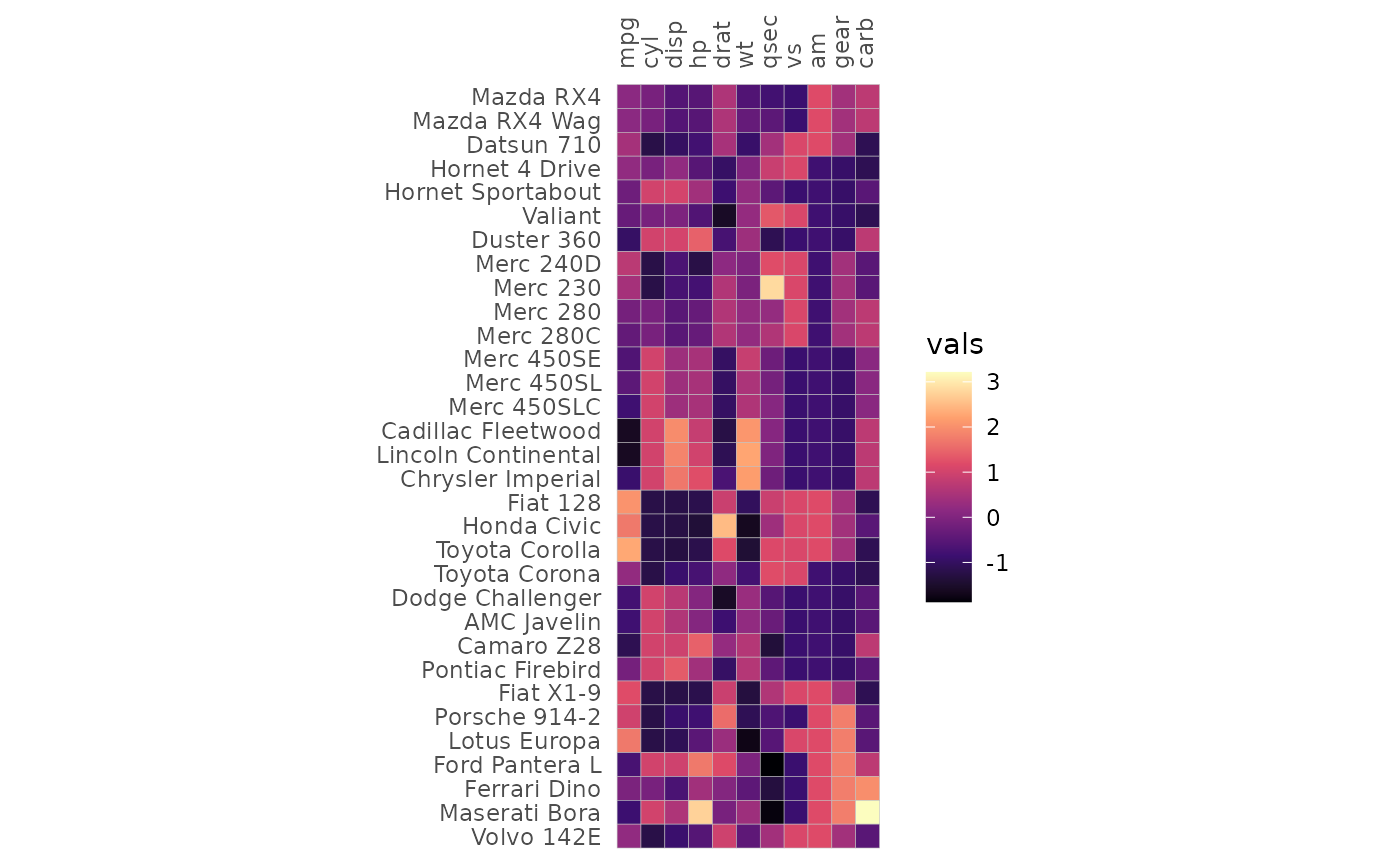 mpg cyl disp hp drat wt qsec vs am gear carb
Mazda RX4
Mazda RX4 Wag
Datsun 710
Hornet 4 Drive
Hornet Sportabout
Valiant
Duster 360
Merc 240D
Merc 230
Merc 280
Merc 280C
Merc 450SE
Merc 450SL
Merc 450SLC
Cadillac Fleetwood
Lincoln Continental
Chrysler Imperial
Fiat 128
Honda Civic
Toyota Corolla
Toyota Corona
Dodge Challenger
AMC Javelin
Camaro Z28
Pontiac Firebird
Fiat X1-9
Porsche 914-2
Lotus Europa
Ford Pantera L
Ferrari Dino
Maserati Bora
Volvo 142E
vals
3
2
1
0
-1